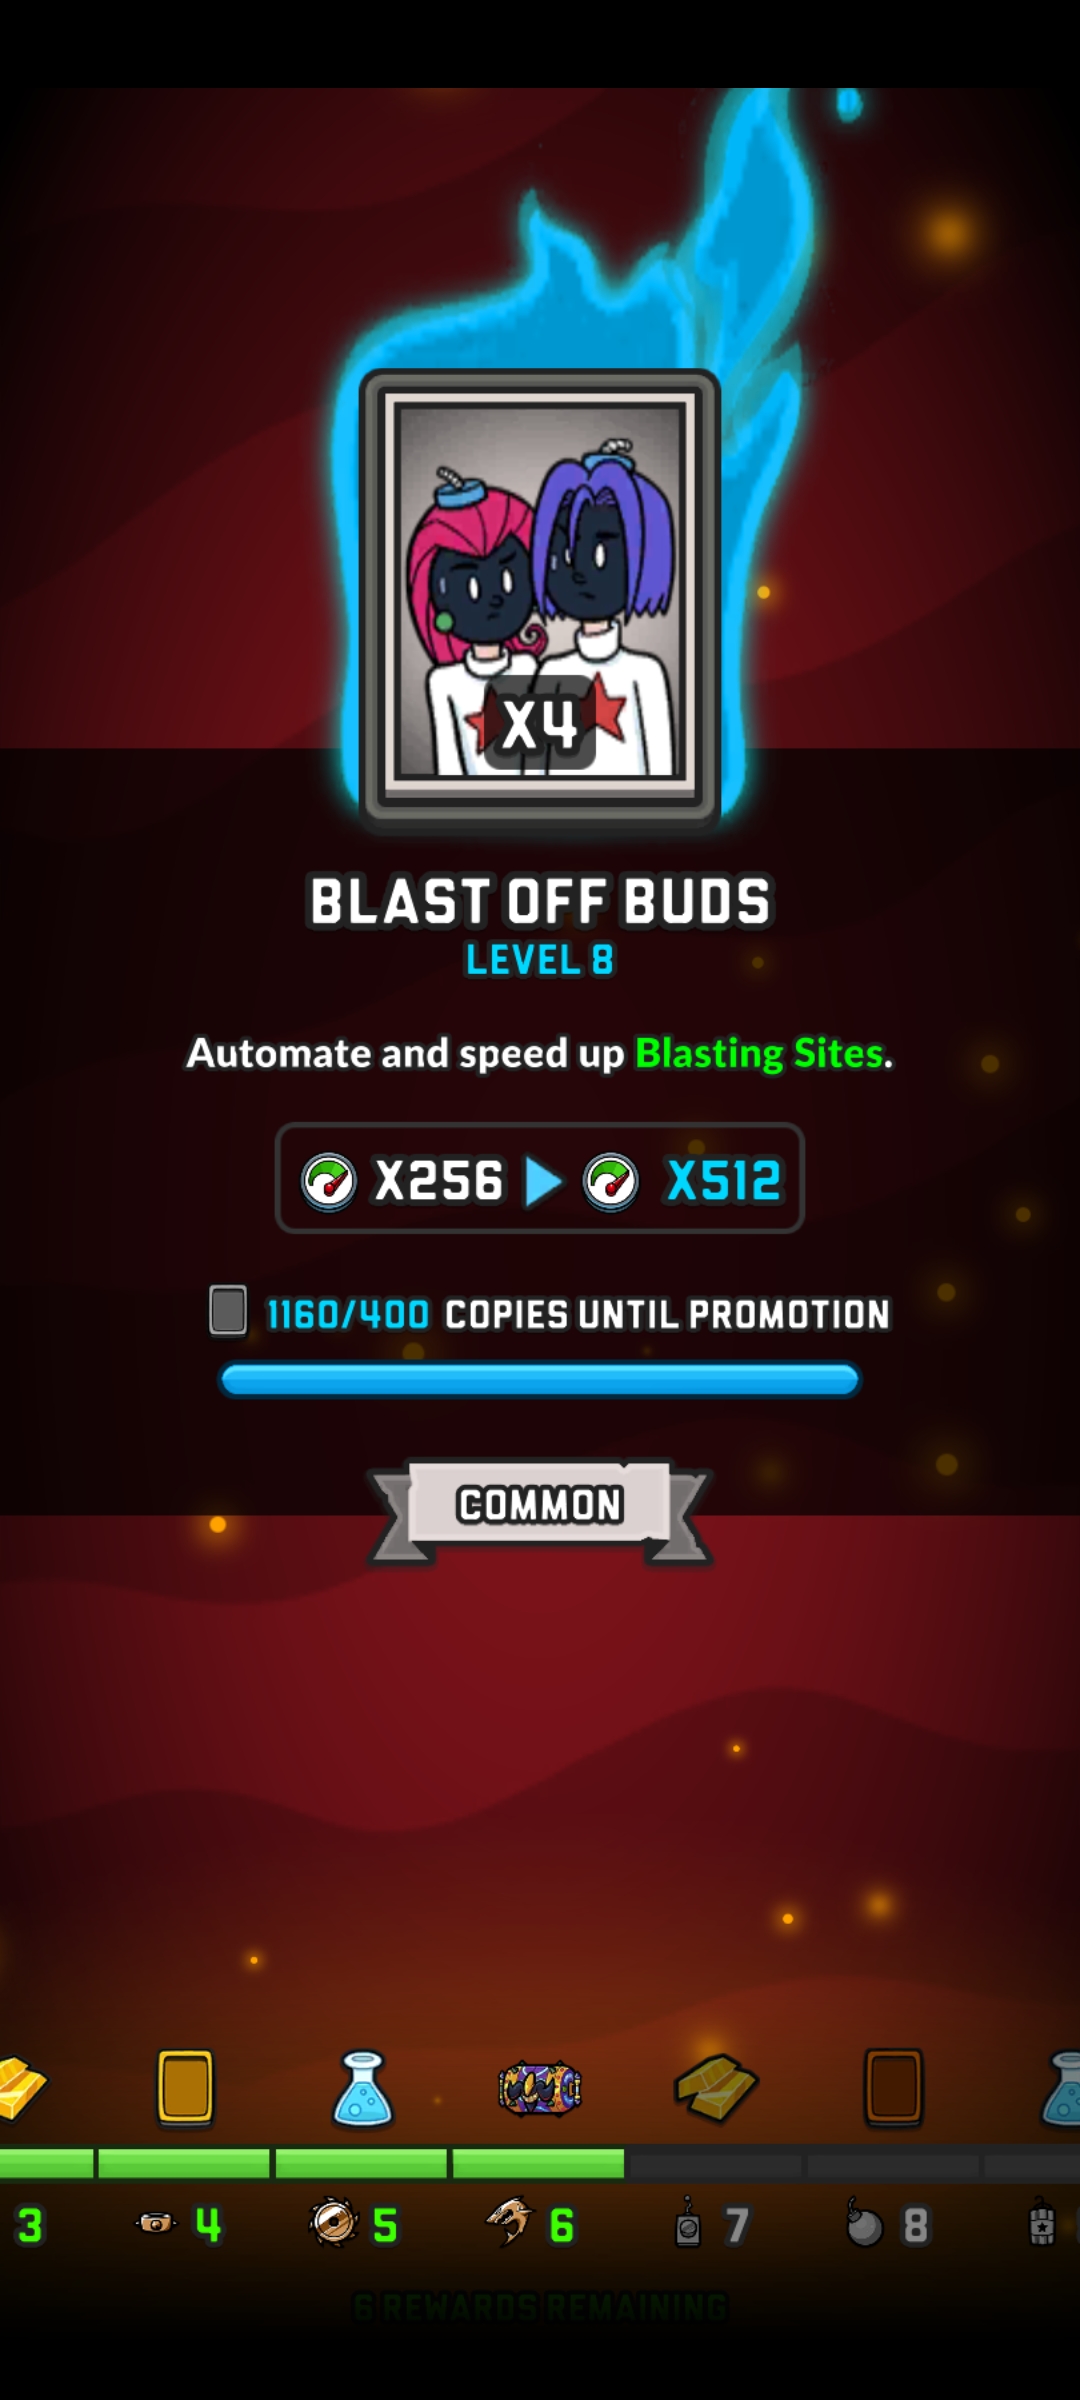 X4
BLAST OFF BUDS
LEVEL 8
Automate and speed up Blasting Sites.
X256 X512
1160/400 COPIES UNTIL PROMOTION
COMMON
3 4 5 6 7 8
6 REWARDS REMAINING